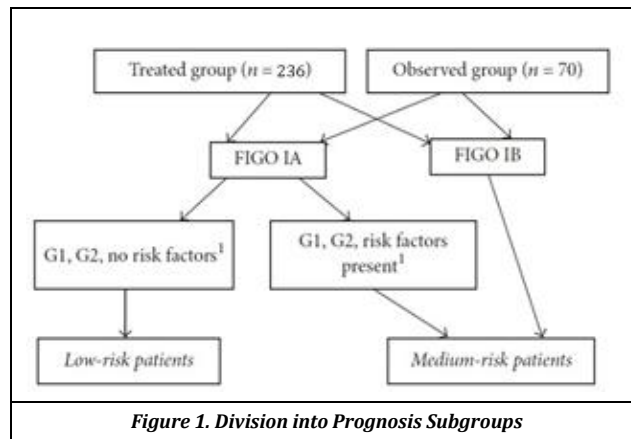 Treated group (n = 236)
Observed group (n = 70)
FIGO IA
FIGO IB
G1, G2, no risk factors¹
G1, G2, risk factors
present¹
Low-risk patients
Medium-risk patients
Figure 1. Division into Prognosis Subgroups